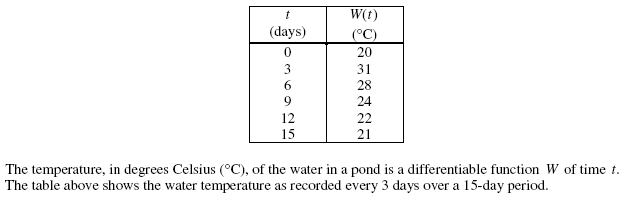 t W(t)
(days) (°C)
0 20
3 31
6 28
9 24
12 22
15 21
The temperature, in degrees Celsius (°C), of the water in a pond is a differentiable function W of time t.
The table above shows the water temperature as recorded every 3 days over a 15-day period.